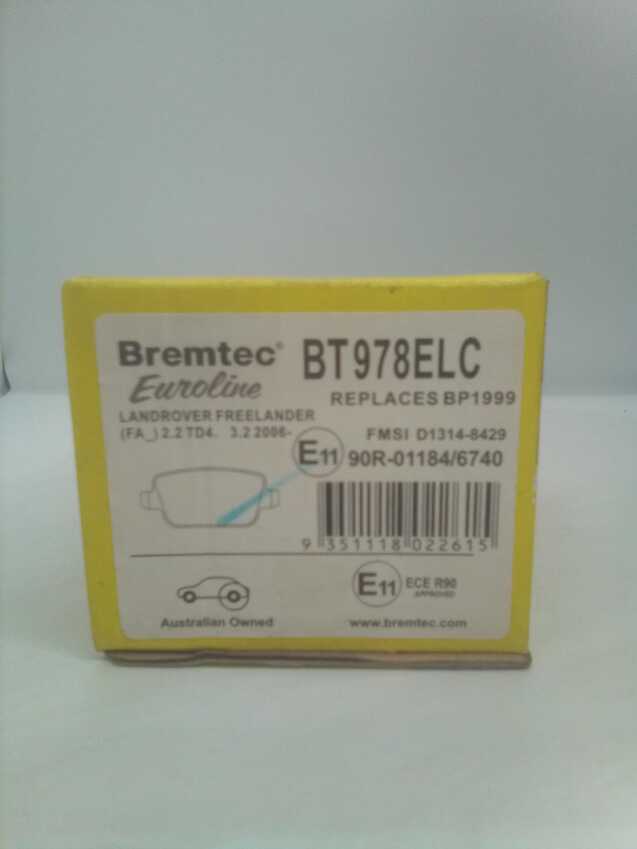 Bremtec® BT978ELC
Euroline
REPLACES BP1999
LANDROVER FREELANDER
(FA_) 2.2 TD4. 3.2 2006-
FMSI D1314-8429
E11 90R-01184/6740
9 351118 022615
E11 ECE R90
APPROVED
Australian Owned
www.bremtec.com